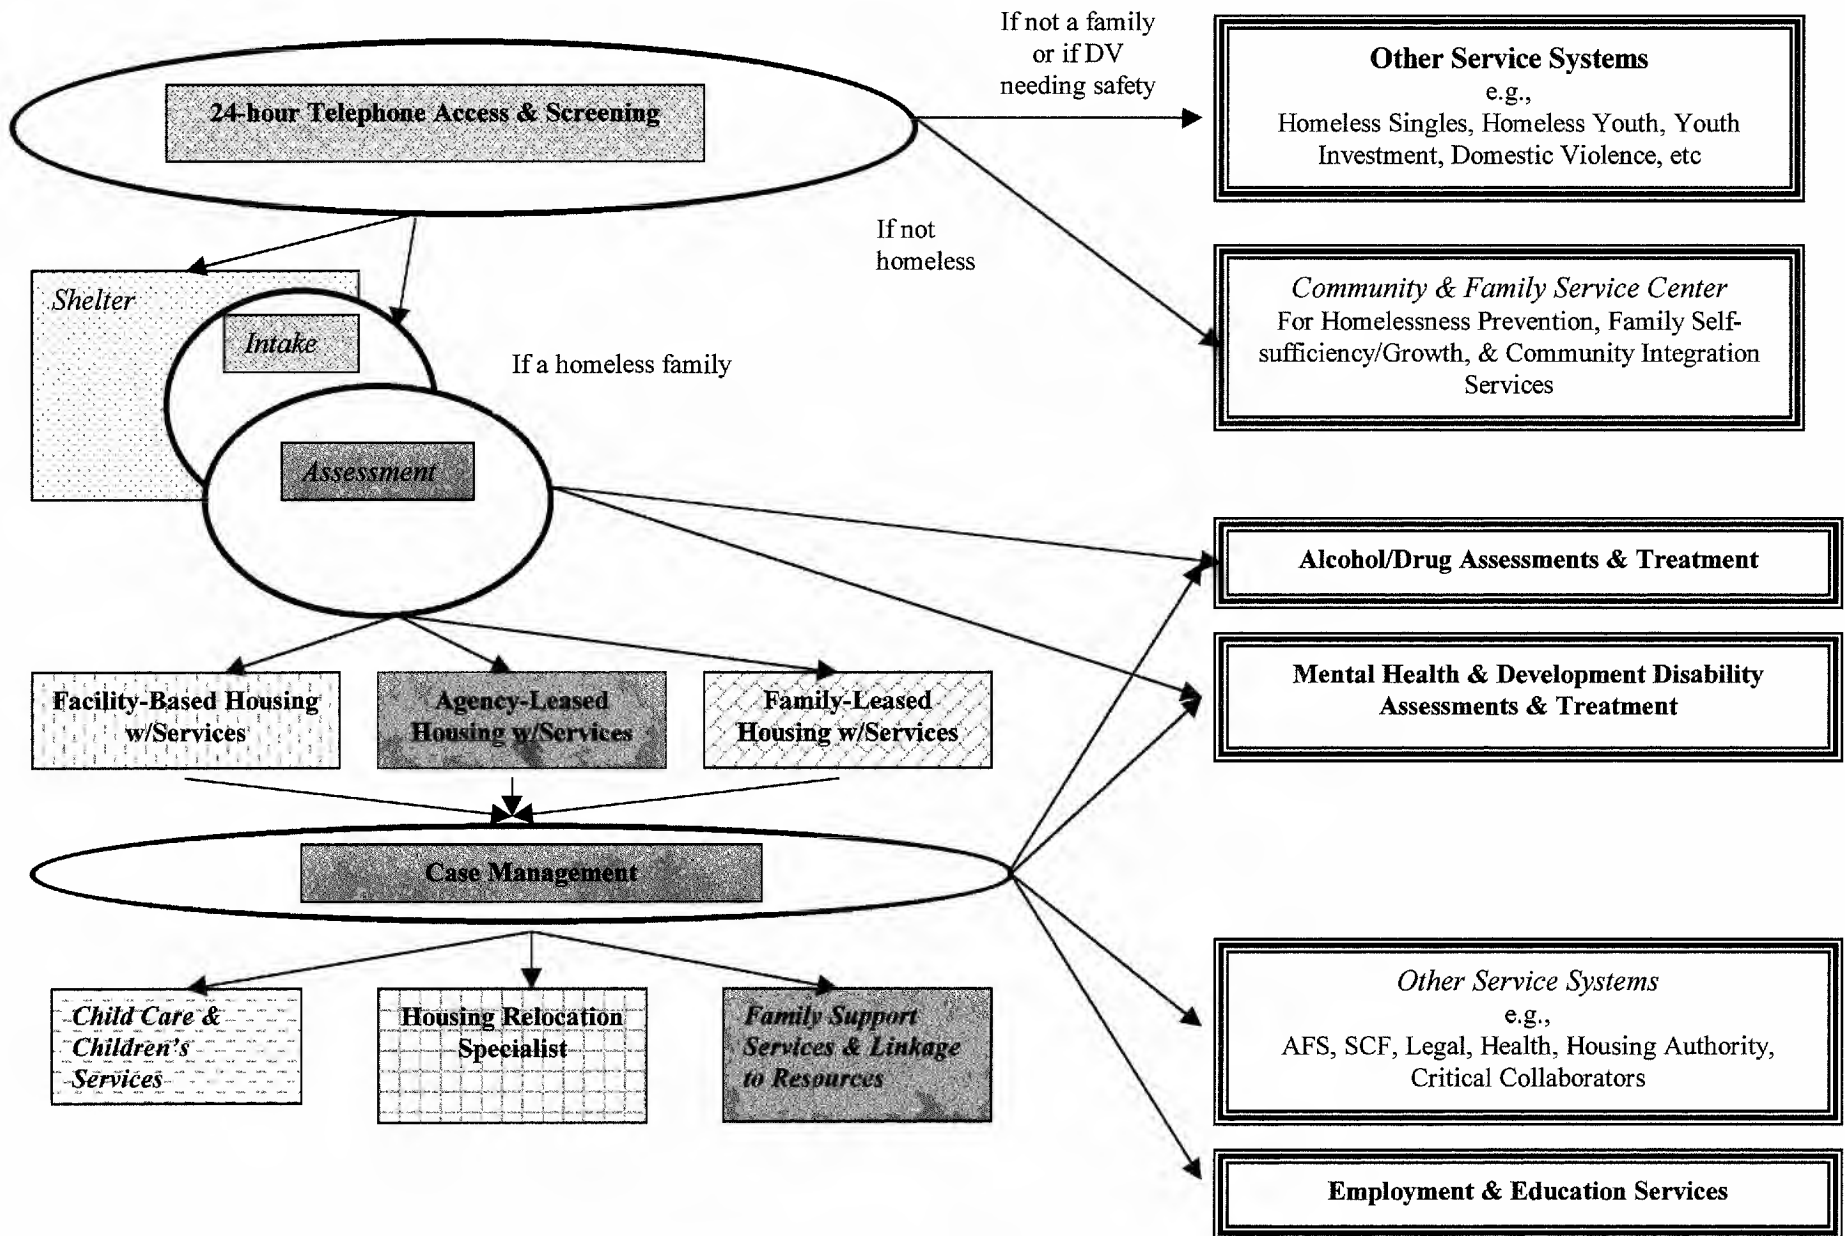 If not a family
or if DV
needing safety
Other Service Systems
e.g.,
Homeless Singles, Homeless Youth, Youth
Investment, Domestic Violence, etc
24-hour Telephone Access & Screening
If not
homeless
Community & Family Service Center
For Homelessness Prevention, Family Self-
sufficiency/Growth, & Community Integration
Services
Shelter
Intake
If a homeless family
Assessment
Alcohol/Drug Assessments & Treatment
Mental Health & Development Disability
Assessments & Treatment
Facility-Based Housing
w/Services
Agency-Leased
Housing w/Services
Family-Leased
Housing w/Services
Case Management
Child Care &
Children's
Services
Housing Relocation
Specialist
Family Support
Services & Linkage
to Resources
Other Service Systems
e.g.,
AFS, SCF, Legal, Health, Housing Authority,
Critical Collaborators
Employment & Education Services